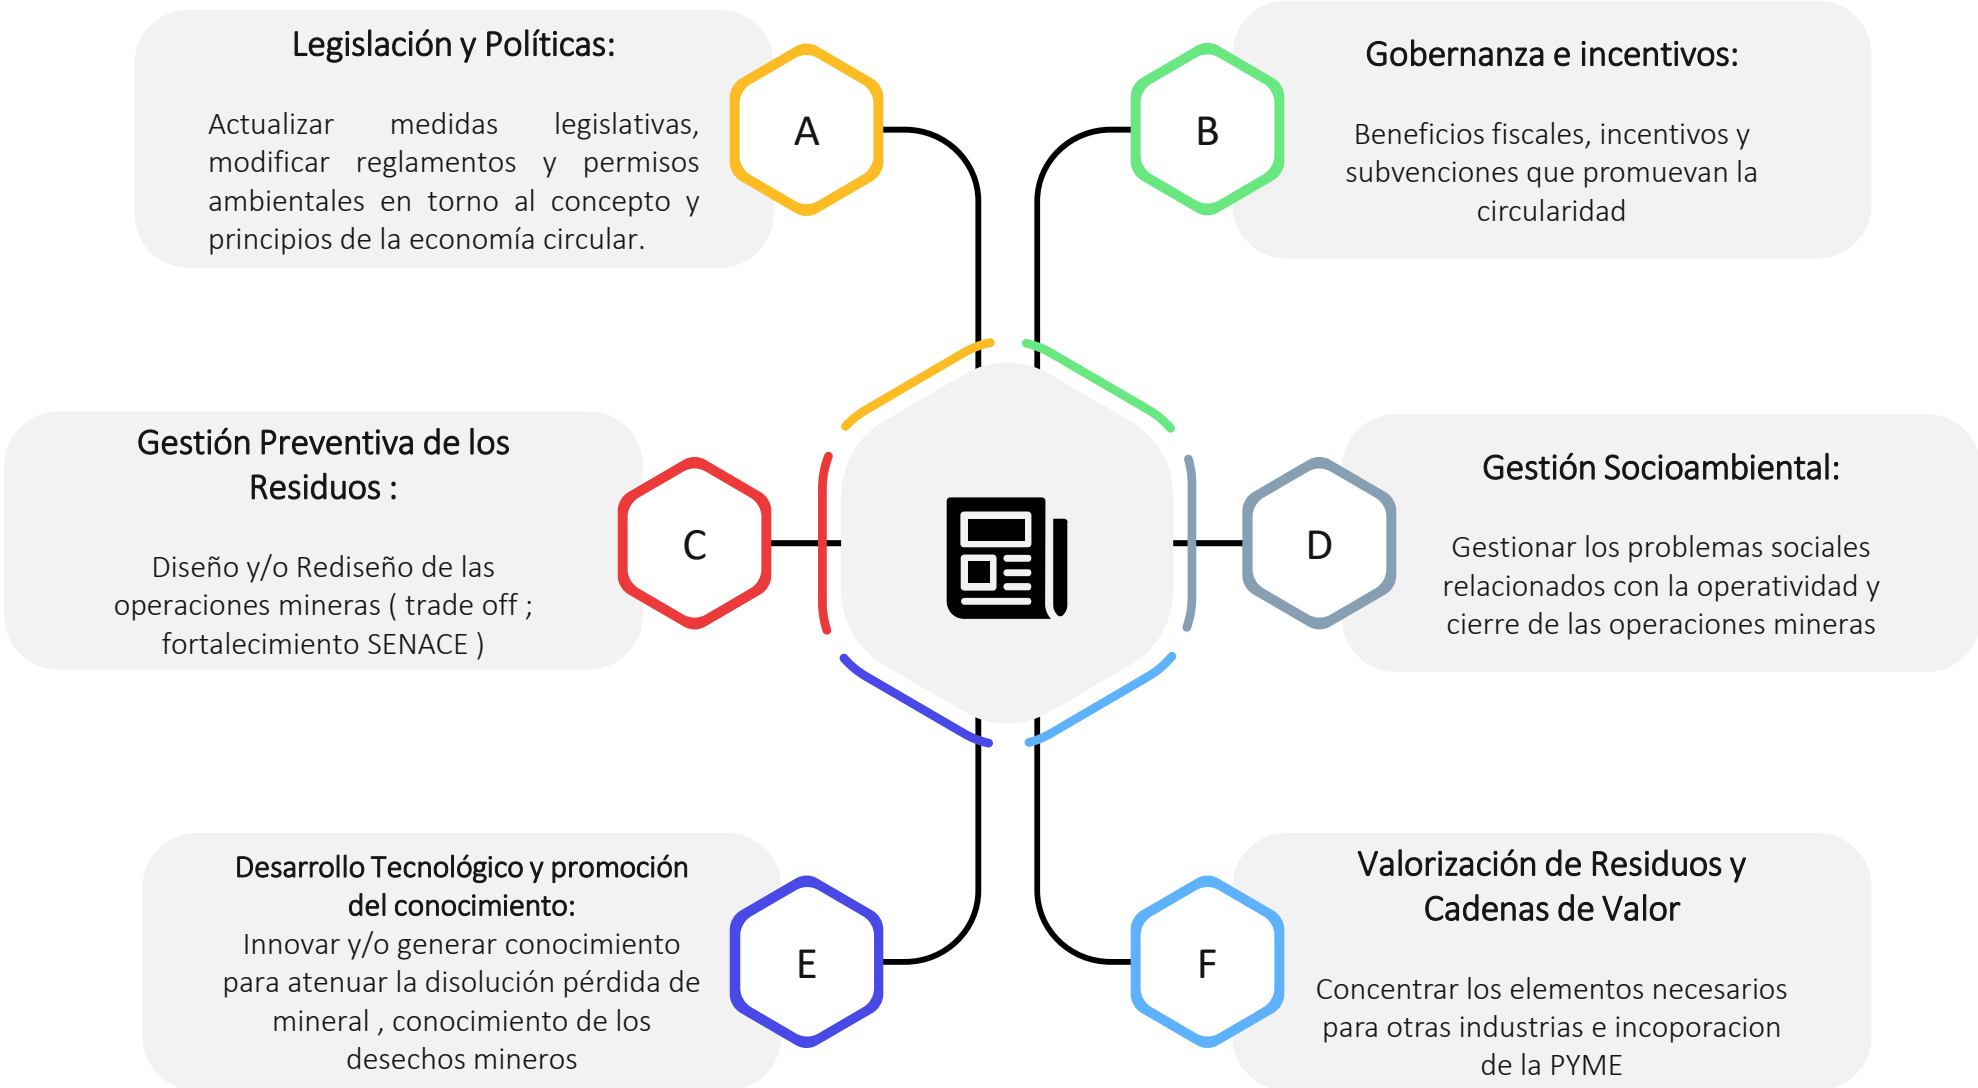 Legislación y Políticas:
Actualizar medidas legislativas,
modificar reglamentos y permisos
ambientales en torno al concepto y
principios de la economía circular.
A
B
Gobernanza e incentivos:
Beneficios fiscales, incentivos y
subvenciones que promuevan la
circularidad
Gestión Preventiva de los
Residuos :
Diseño y/o Rediseño de las
operaciones mineras ( trade off ;
fortalecimiento SENACE )
C
D
Gestión Socioambiental:
Gestionar los problemas sociales
relacionados con la operatividad y
cierre de las operaciones mineras
Desarrollo Tecnológico y promoción
del conocimiento:
Innovar y/o generar conocimiento
para atenuar la disolución pérdida de
mineral , conocimiento de los
desechos mineros
E
F
Valorización de Residuos y
Cadenas de Valor
Concentrar los elementos necesarios
para otras industrias e incoporacion
de la PYME